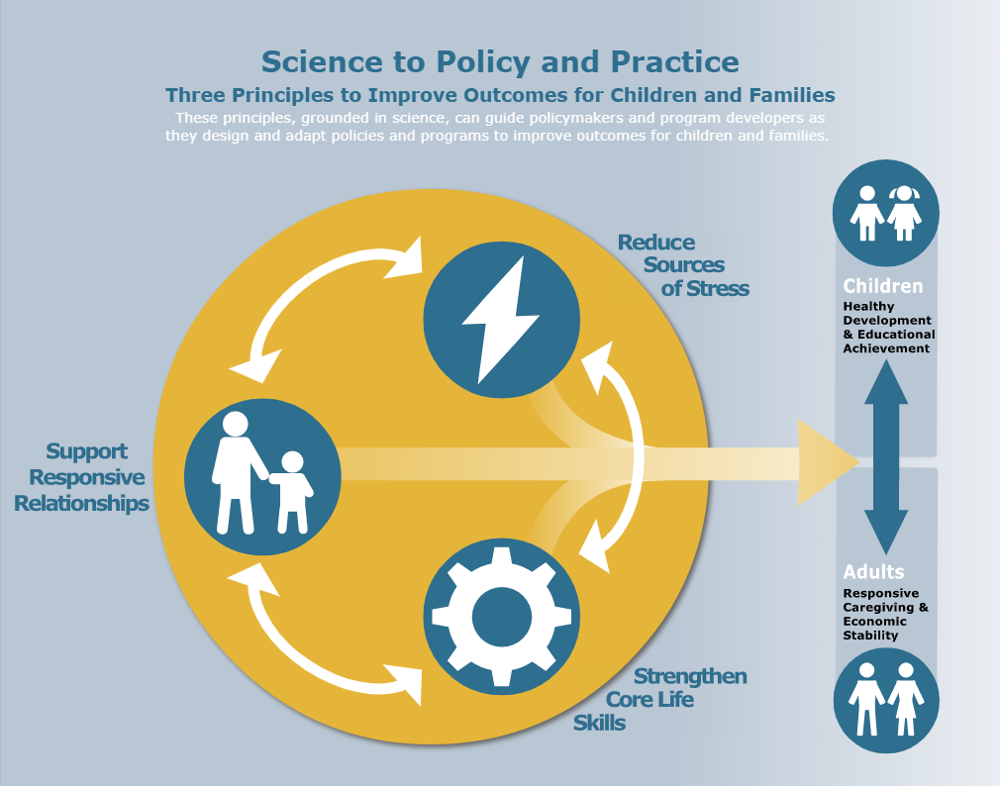 Science to Policy and Practice
Three Principles to Improve Outcomes for Children and Families
These principles, grounded in science, can guide policymakers and program developers as
they design and adapt policies and programs to improve outcomes for children and families.
Reduce
Sources
of Stress
Support
Responsive
Relationships
Strengthen
Core Life
Skills
Children
Healthy
Development
& Educational
Achievement
Adults
Responsive
Caregiving &
Economic
Stability